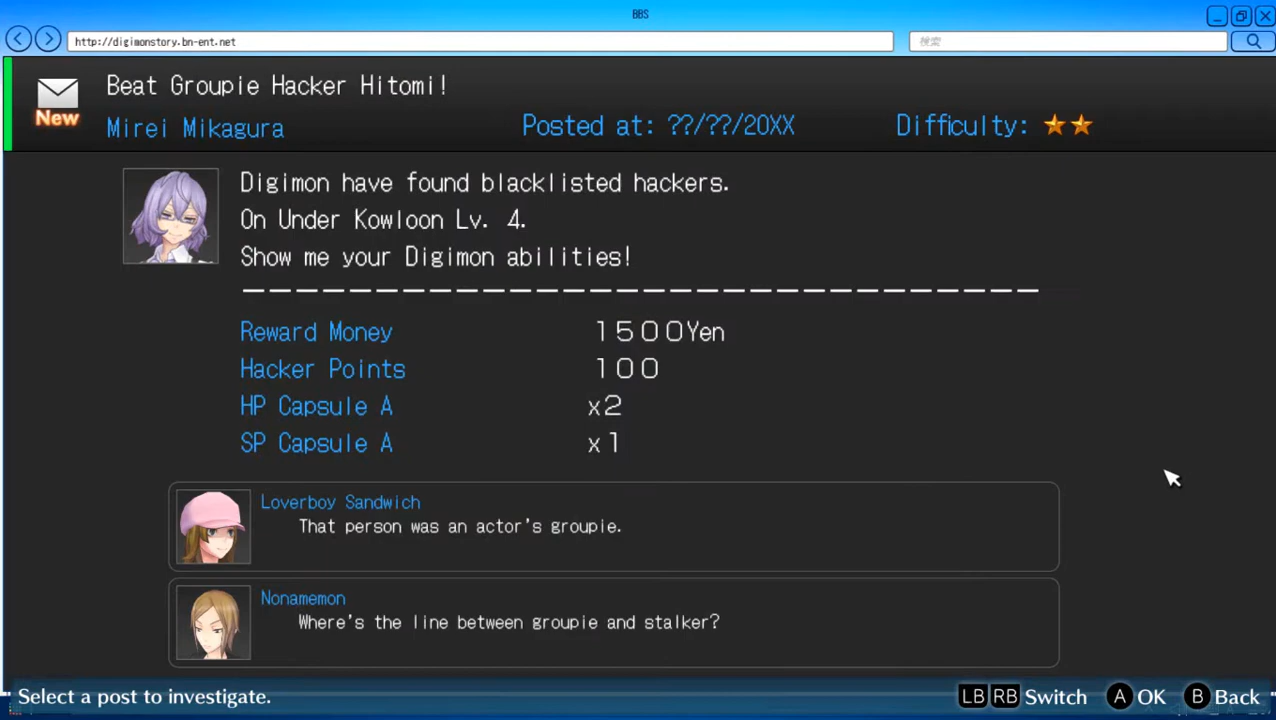 BBS
http://digimonstory.bn-ent.net
検索
Beat Groupie Hacker Hitomi!
New
Mirei Mikagura
Posted at: ??/??/20XX
Difficulty: ★★
Digimon have found blacklisted hackers.
On Under Kowloon Lv. 4.
Show me your Digimon abilities!
Reward Money 1500Yen
Hacker Points 100
HP Capsule A x2
SP Capsule A x1
Loverboy Sandwich
That person was an actor's groupie.
Nonamemon
Where's the line between groupie and stalker?
Select a post to investigate.
LB RB Switch A OK B Back